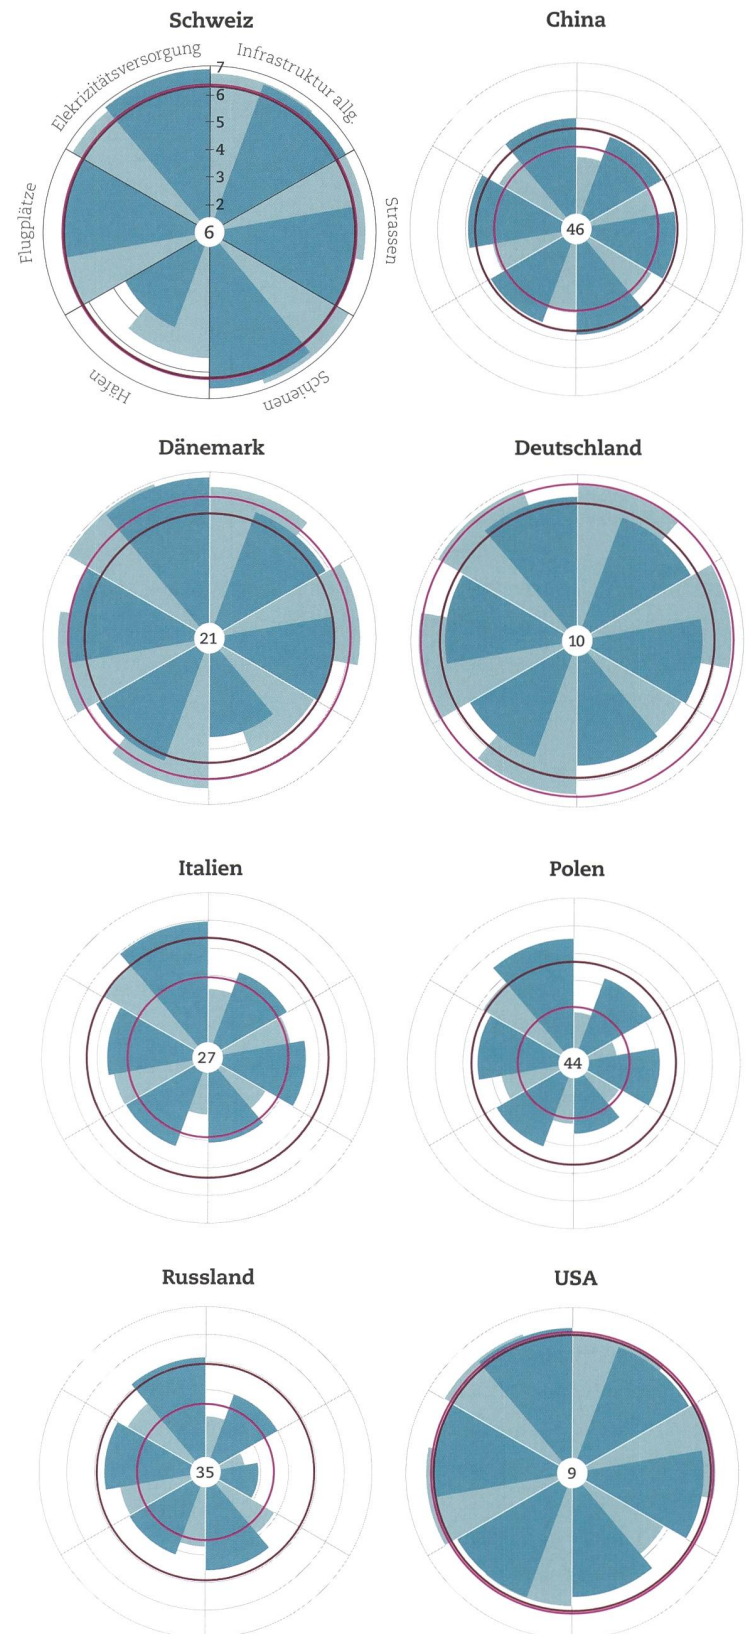 Schweiz
China
Elekrizitätsversorgung
Infrastruktur allg.
Flugplätze
Strassen
Häfen
Schienen
7
6
5
4
3
2
6
46
Dänemark
Deutschland
21
10
Italien
Polen
27
44
Russland
USA
35
9